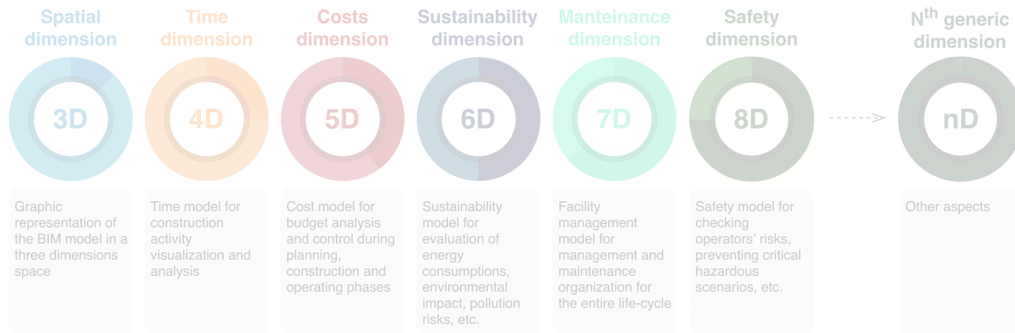 Spatial
dimension
Time
dimension
Costs
dimension
Sustainability
dimension
Manteinance
dimension
Safety
dimension
Nth generic
dimension
3D
4D
5D
6D
7D
8D
nD
Graphic
representation of
the BIM model in a
three dimensions
space
Time model for
construction
activity
visualization and
analysis
Cost model for
budget analysis
and control during
planning,
construction and
operating phases
Sustainability
model for
evaluation of
energy
consumptions,
environmental
impact, pollution
risks, etc.
Facility
management
model for
management and
maintenance
organization for
the entire life-cycle
Safety model for
checking
operators' risks,
preventing critical
hazardous
scenarios, etc.
Other aspects